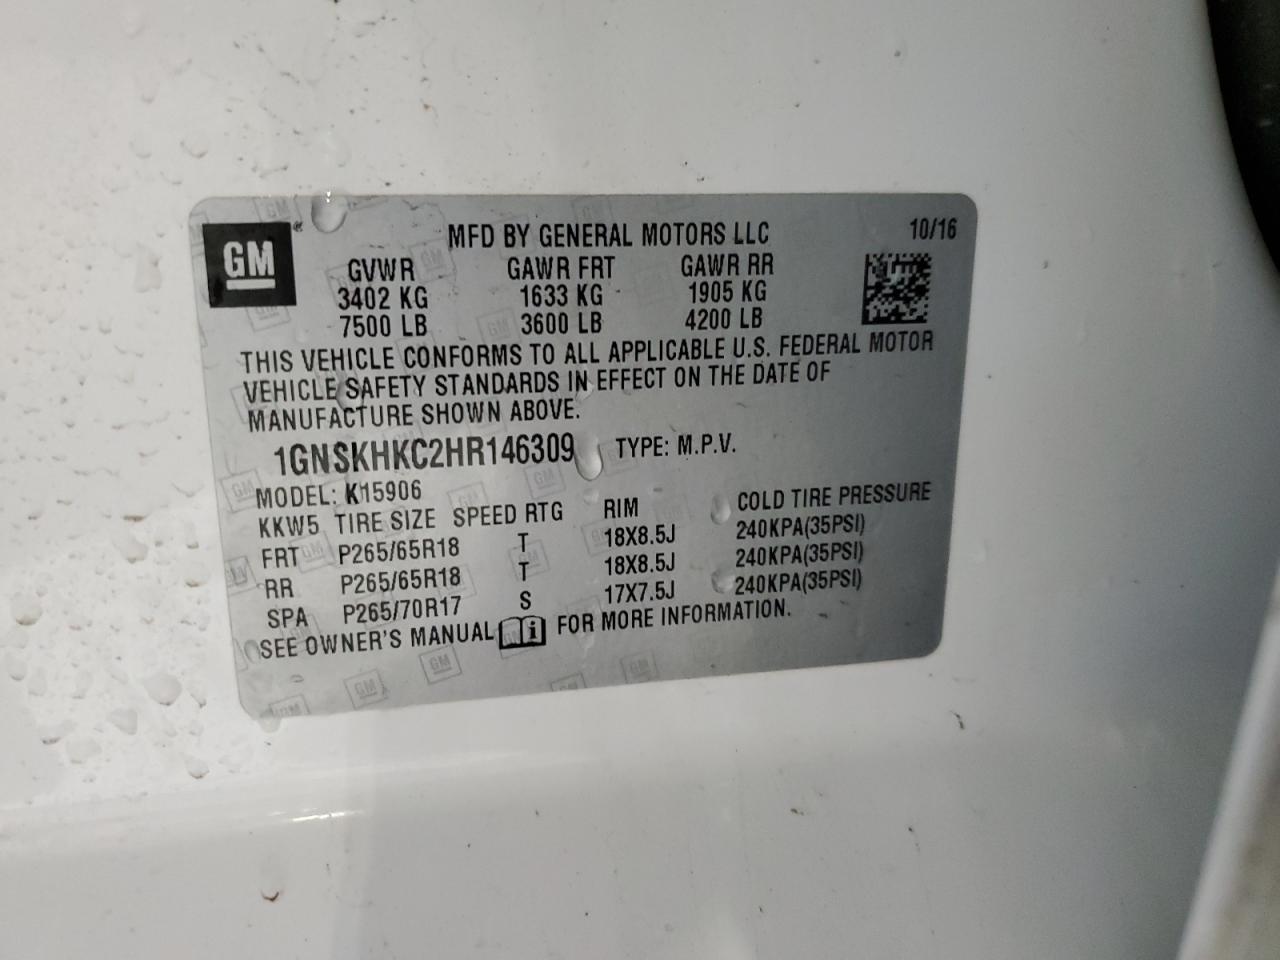 GM
MFD BY GENERAL MOTORS LLC 10/16
GVWR GAWR FRT GAWR RR
3402 KG 1633 KG 1905 KG
7500 LB 3600 LB 4200 LB
THIS VEHICLE CONFORMS TO ALL APPLICABLE U.S. FEDERAL MOTOR
VEHICLE SAFETY STANDARDS IN EFFECT ON THE DATE OF
MANUFACTURE SHOWN ABOVE.
1GNSKHKC2HR146309 TYPE: M.P.V.
MODEL: K15906
KKW5 TIRE SIZE SPEED RTG RIM COLD TIRE PRESSURE
FRT P265/65R18 T 18X8.5J 240KPA(35PSI)
RR P265/65R18 T 18X8.5J 240KPA(35PSI)
SPA P265/70R17 S 17X7.5J 240KPA(35PSI)
SEE OWNER'S MANUAL i FOR MORE INFORMATION.